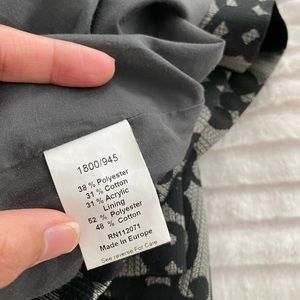 1800/945
38 % Polyester
31 % Cotton
31 % Acrylic
Lining
52 % Polyester
48 % Cotton
RN112071
Made in Europe
See reverse For Care